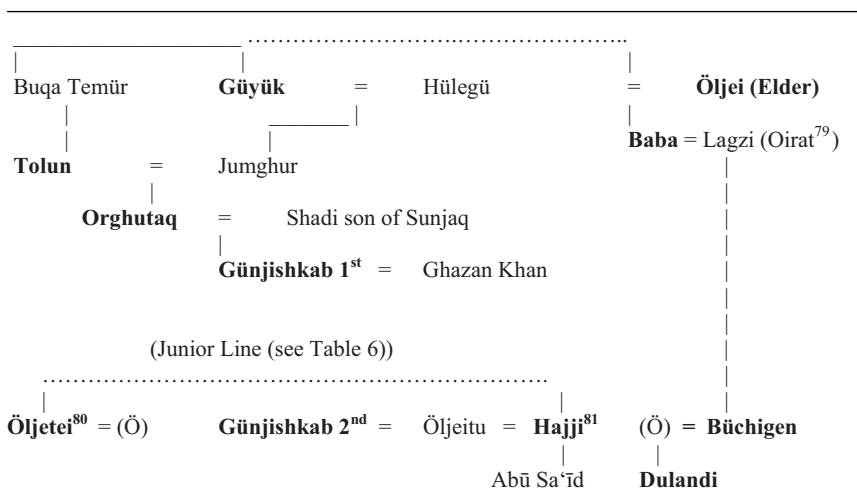 Buqa Temür Güyük = Hülegü = Öljei (Elder)
Baba = Lagzi (Oirat79)
Tolun = Jumghur
Orghutaq = Shadi son of Sunjaq
Günjishkab 1st = Ghazan Khan
(Junior Line (see Table 6))
Öljetei80 = (Ö) Günjishkab 2nd = Öljeitu = Hajji81 (Ö) = Büchigen
Abū Sa‘īd Dulandi